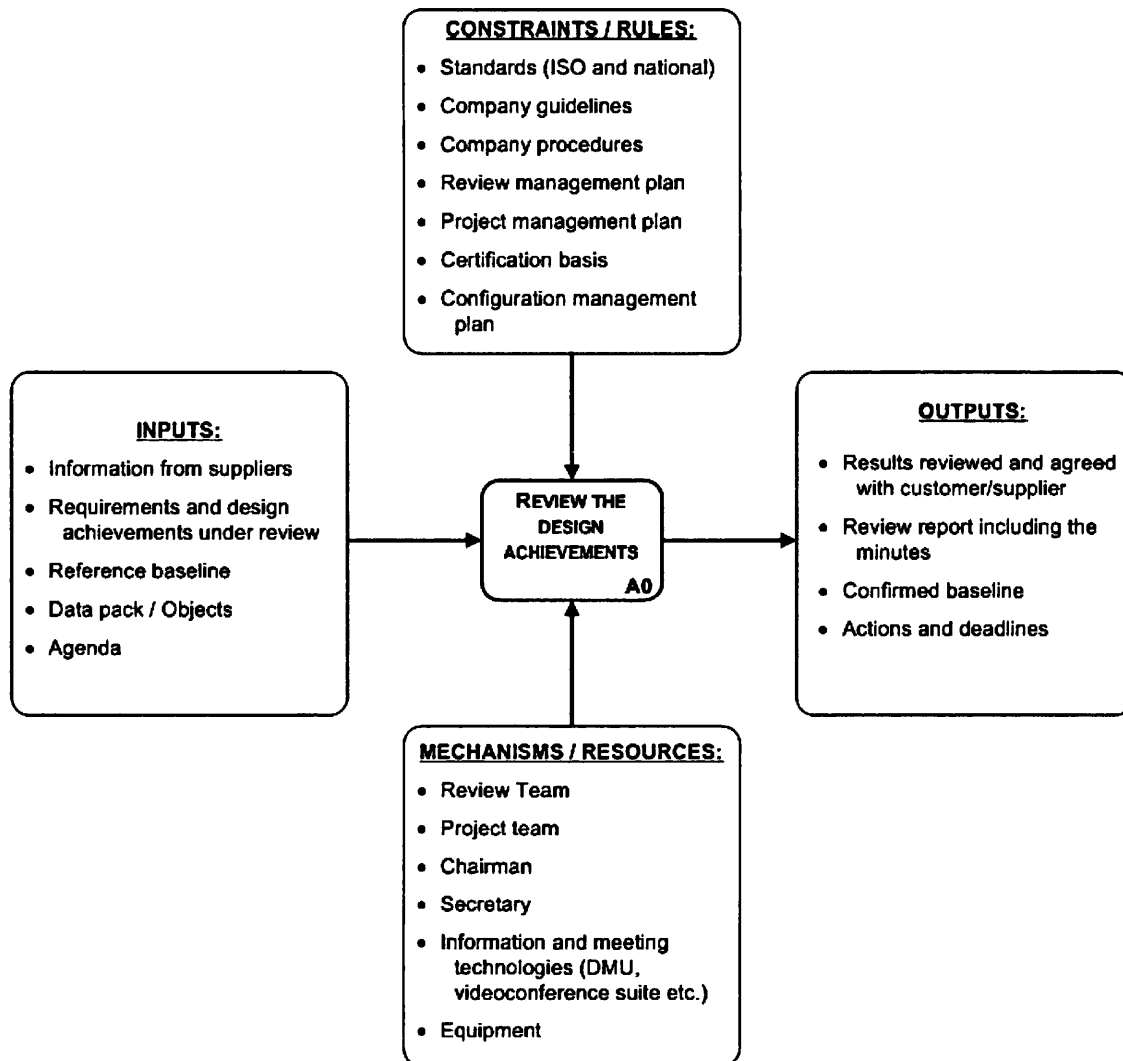 CONSTRAINTS / RULES:
• Standards (ISO and national)
• Company guidelines
• Company procedures
• Review management plan
• Project management plan
• Certification basis
• Configuration management
plan
INPUTS:
• Information from suppliers
• Requirements and design
achievements under review
• Reference baseline
• Data pack / Objects
• Agenda
REVIEW THE
DESIGN
ACHIEVEMENTS
A0
OUTPUTS:
• Results reviewed and agreed
with customer/supplier
• Review report including the
minutes
• Confirmed baseline
• Actions and deadlines
MECHANISMS / RESOURCES:
• Review Team
• Project team
• Chairman
• Secretary
• Information and meeting
technologies (DMU,
videoconference suite etc.)
• Equipment